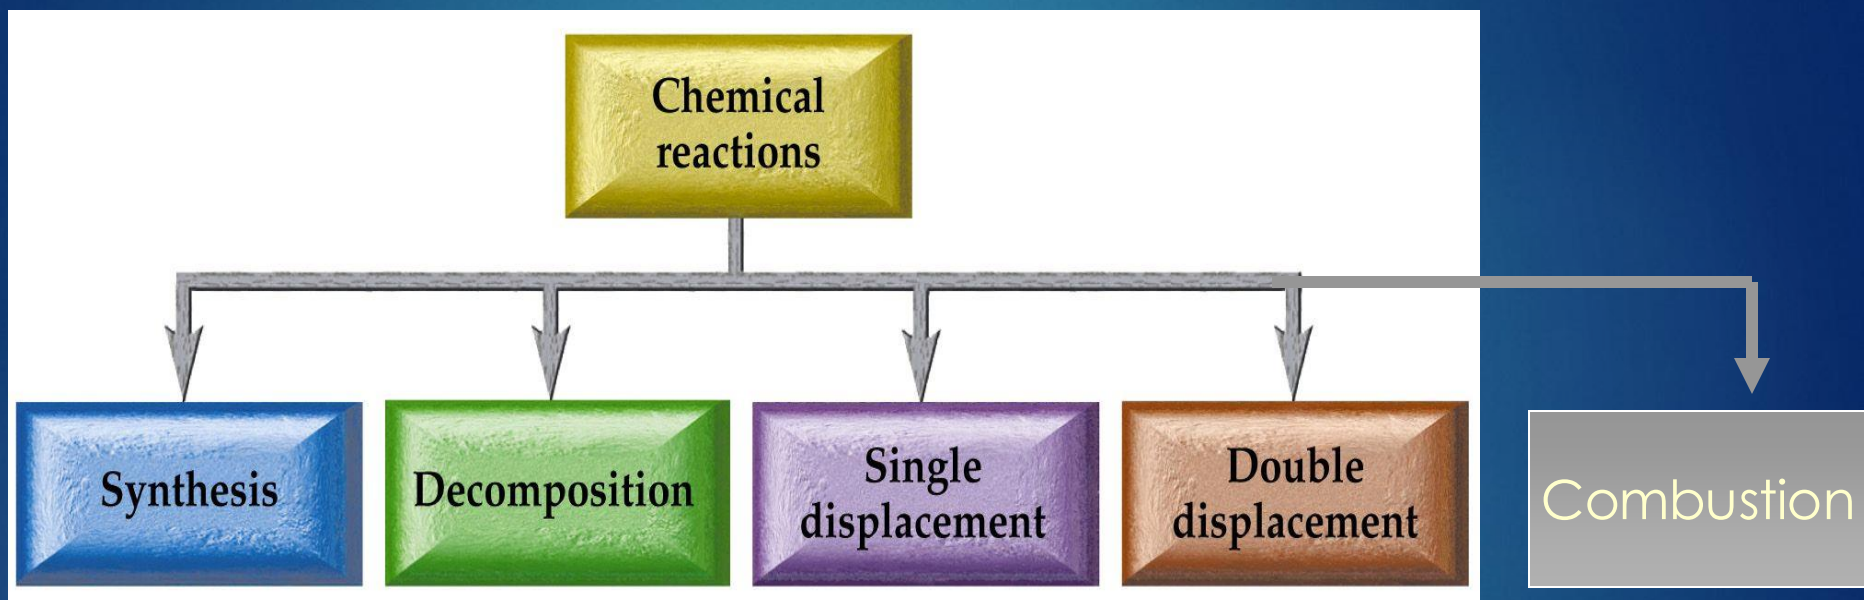 Chemical
reactions
Synthesis
Decomposition
Single
displacement
Double
displacement
Combustion